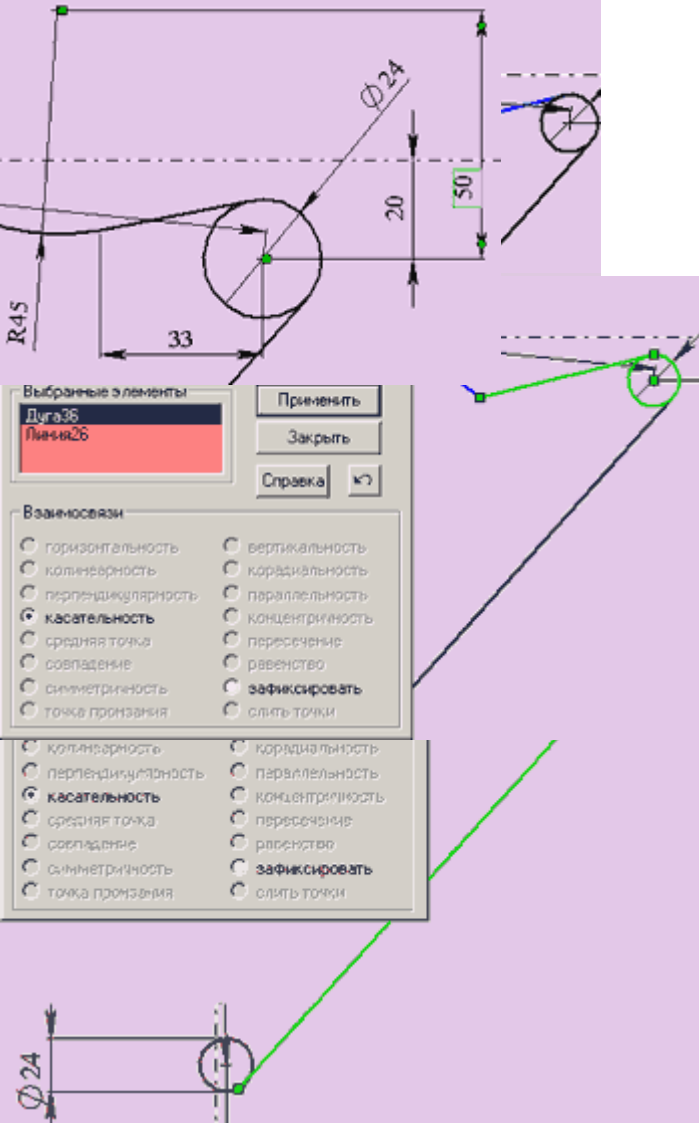 Ø24
50
20
R45
33
Выбранные элементы
Дуга36
Линия26
Применить
Закрыть
Справка
Взаимосвязи
горизонтальность
вертикальность
колинеарность
корадиальность
перпендикулярность
параллельность
касательность
концентричность
средняя точка
пересечение
совпадение
равенство
симметричность
зафиксировать
точка пронзания
слить точки
колинеарность
корадиальность
перпендикулярность
параллельность
касательность
концентричность
средняя точка
пересечение
совпадение
равенство
симметричность
зафиксировать
точка пронзания
слить точки
Ø24